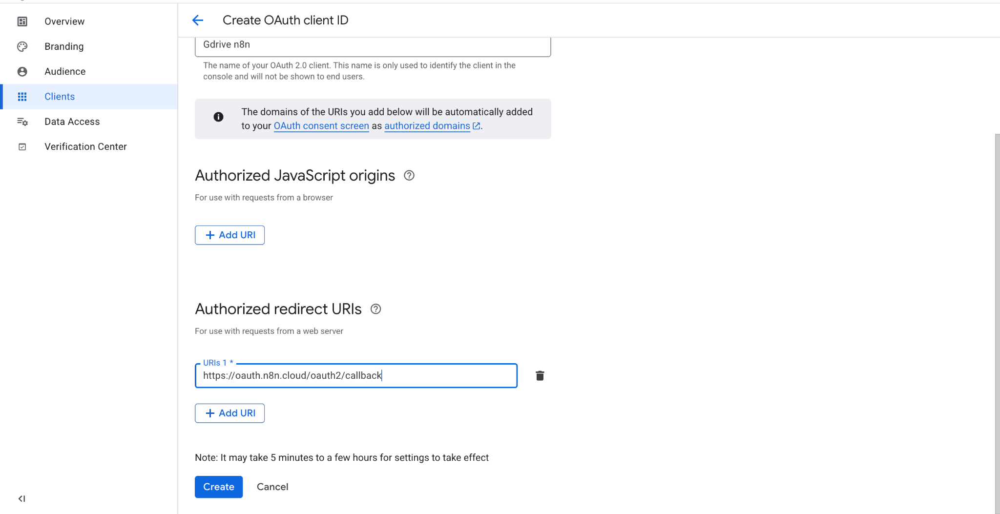 Overview
Branding
Audience
Clients
Data Access
Verification Center
Create OAuth client ID
Gdrive n8n
The name of your OAuth 2.0 client. This name is only used to identify the client in the
console and will not be shown to end users.
The domains of the URIs you add below will be automatically added
to your OAuth consent screen as authorized domains.
Authorized JavaScript origins
For use with requests from a browser
+ Add URI
Authorized redirect URIs
For use with requests from a web server
URIs 1 *
https://oauth.n8n.cloud/oauth2/callback
+ Add URI
Note: It may take 5 minutes to a few hours for settings to take effect
Create Cancel